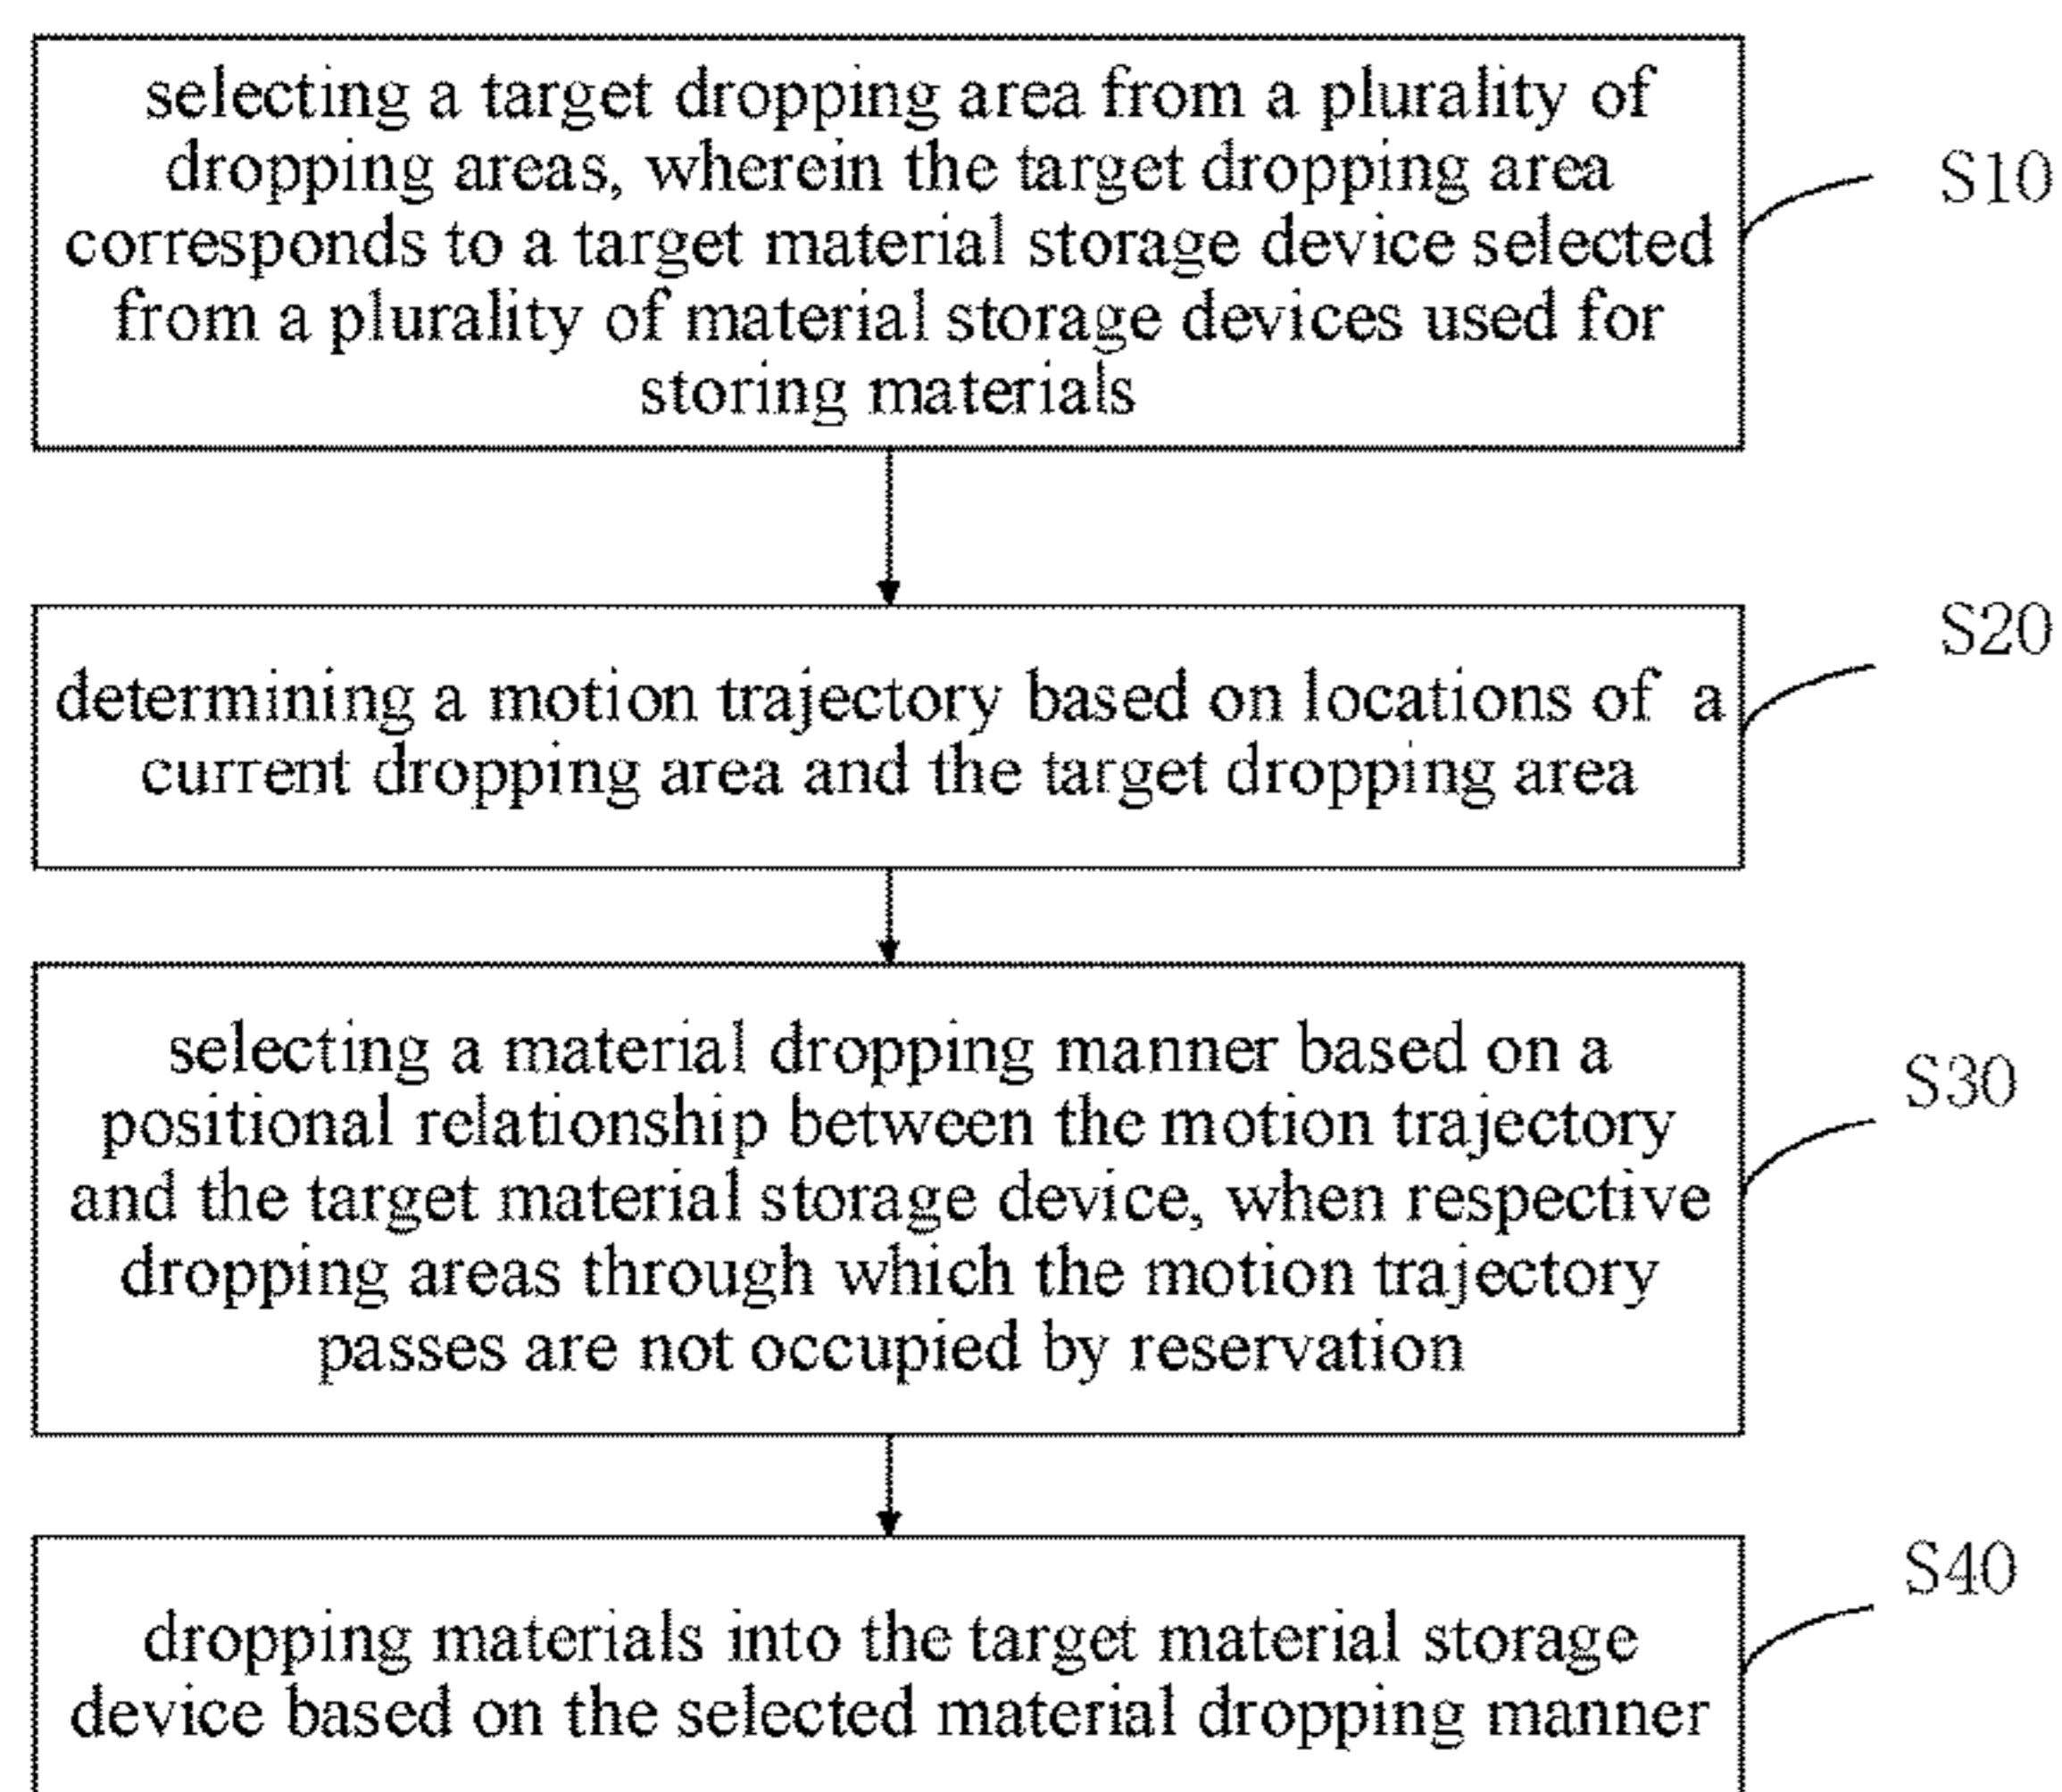 selecting a target dropping area from a plurality of
dropping areas, wherein the target dropping area
corresponds to a target material storage device selected
from a plurality of material storage devices used for
storing materials
S10
determining a motion trajectory based on locations of a
current dropping area and the target dropping area
S20
selecting a material dropping manner based on a
positional relationship between the motion trajectory
and the target material storage device, when respective
dropping areas through which the motion trajectory
passes are not occupied by reservation
S30
dropping materials into the target material storage
device based on the selected material dropping manner
S40